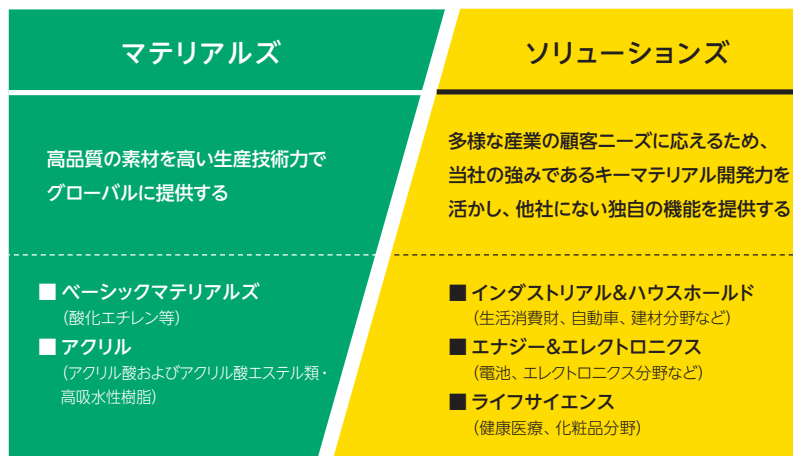 マテリアルズ
高品質の素材を高い生産技術力で
グローバルに提供する
■ ベーシックマテリアルズ
(酸化エチレン等)
■ アクリル
(アクリル酸およびアクリル酸エステル類・
高吸水性樹脂)
ソリューションズ
多様な産業の顧客ニーズに応えるため、
当社の強みであるキーマテリアル開発力を
活かし、他社にない独自の機能を提供する
■ インダストリアル&ハウスホールド
(生活消費財、自動車、建材分野など)
■ エナジー&エレクトロニクス
(電池、エレクトロニクス分野など)
■ ライフサイエンス
(健康医療、化粧品分野)